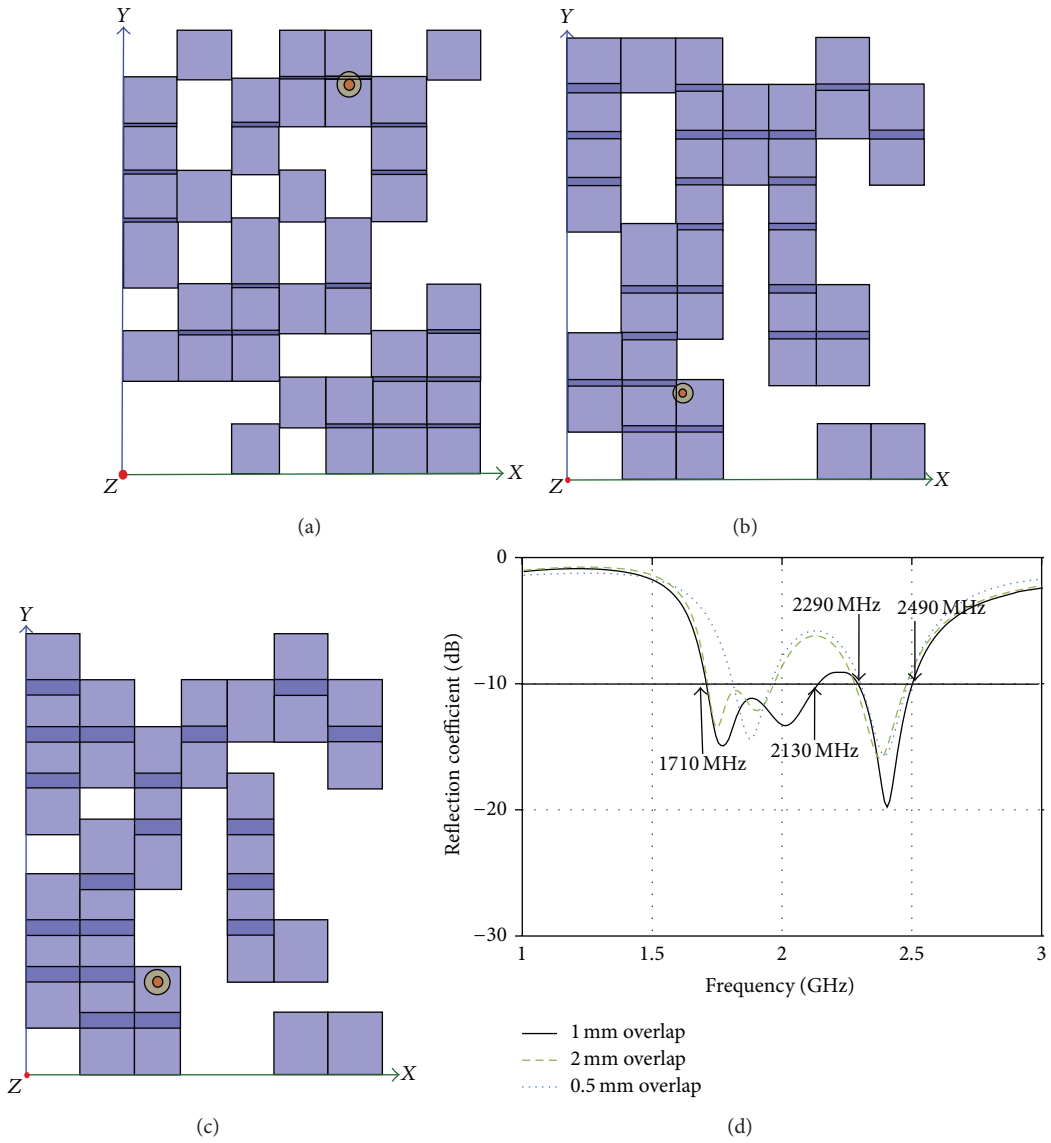 Y
X
Z
(a)
Y
X
Z
(b)
Y
X
Z
(c)
0
−10
−20
−30
Reflection coefficient (dB)
2290 MHz
2490 MHz
1710 MHz
2130 MHz
1
1.5
2
2.5
3
Frequency (GHz)
1 mm overlap
2 mm overlap
0.5 mm overlap
(d)